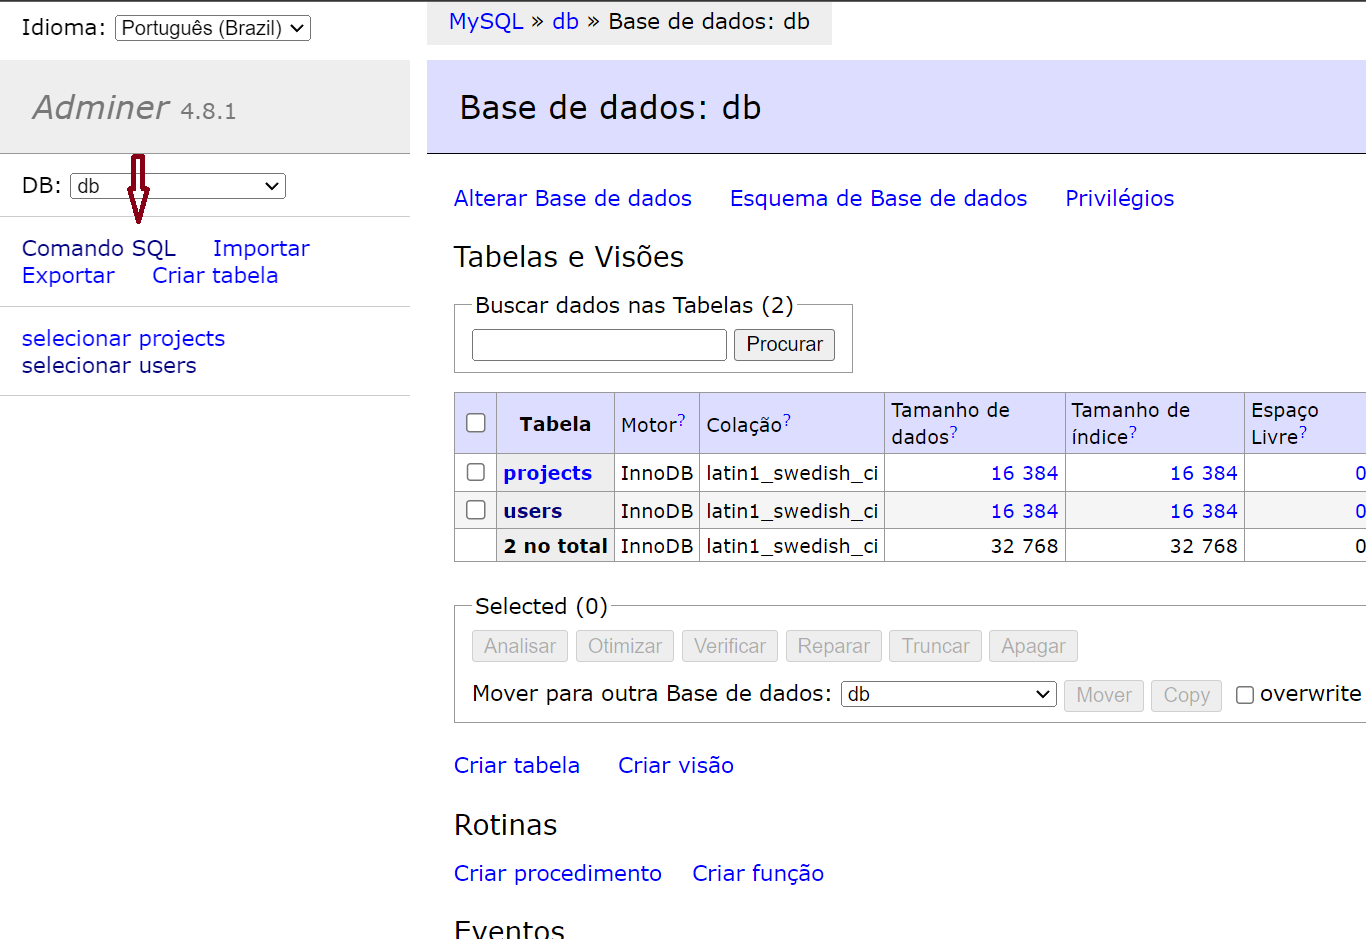 Idioma: Português (Brazil)
MySQL » db » Base de dados: db
Adminer 4.8.1
Base de dados: db
DB: db
Comando SQL Importar
Exportar Criar tabela
selecionar projects
selecionar users
Alterar Base de dados Esquema de Base de dados Privilégios
Tabelas e Visões
Buscar dados nas Tabelas (2)
Procurar
Tabela Motor? Colação? Tamanho de dados? Tamanho de índice? Espaço Livre?
projects InnoDB latin1_swedish_ci 16 384 16 384 0
users InnoDB latin1_swedish_ci 16 384 16 384 0
2 no total InnoDB latin1_swedish_ci 32 768 32 768 0
Selected (0)
Analisar Otimizar Verificar Reparar Truncar Apagar
Mover para outra Base de dados: db Mover Copy overwrite
Criar tabela Criar visão
Rotinas
Criar procedimento Criar função
Eventos